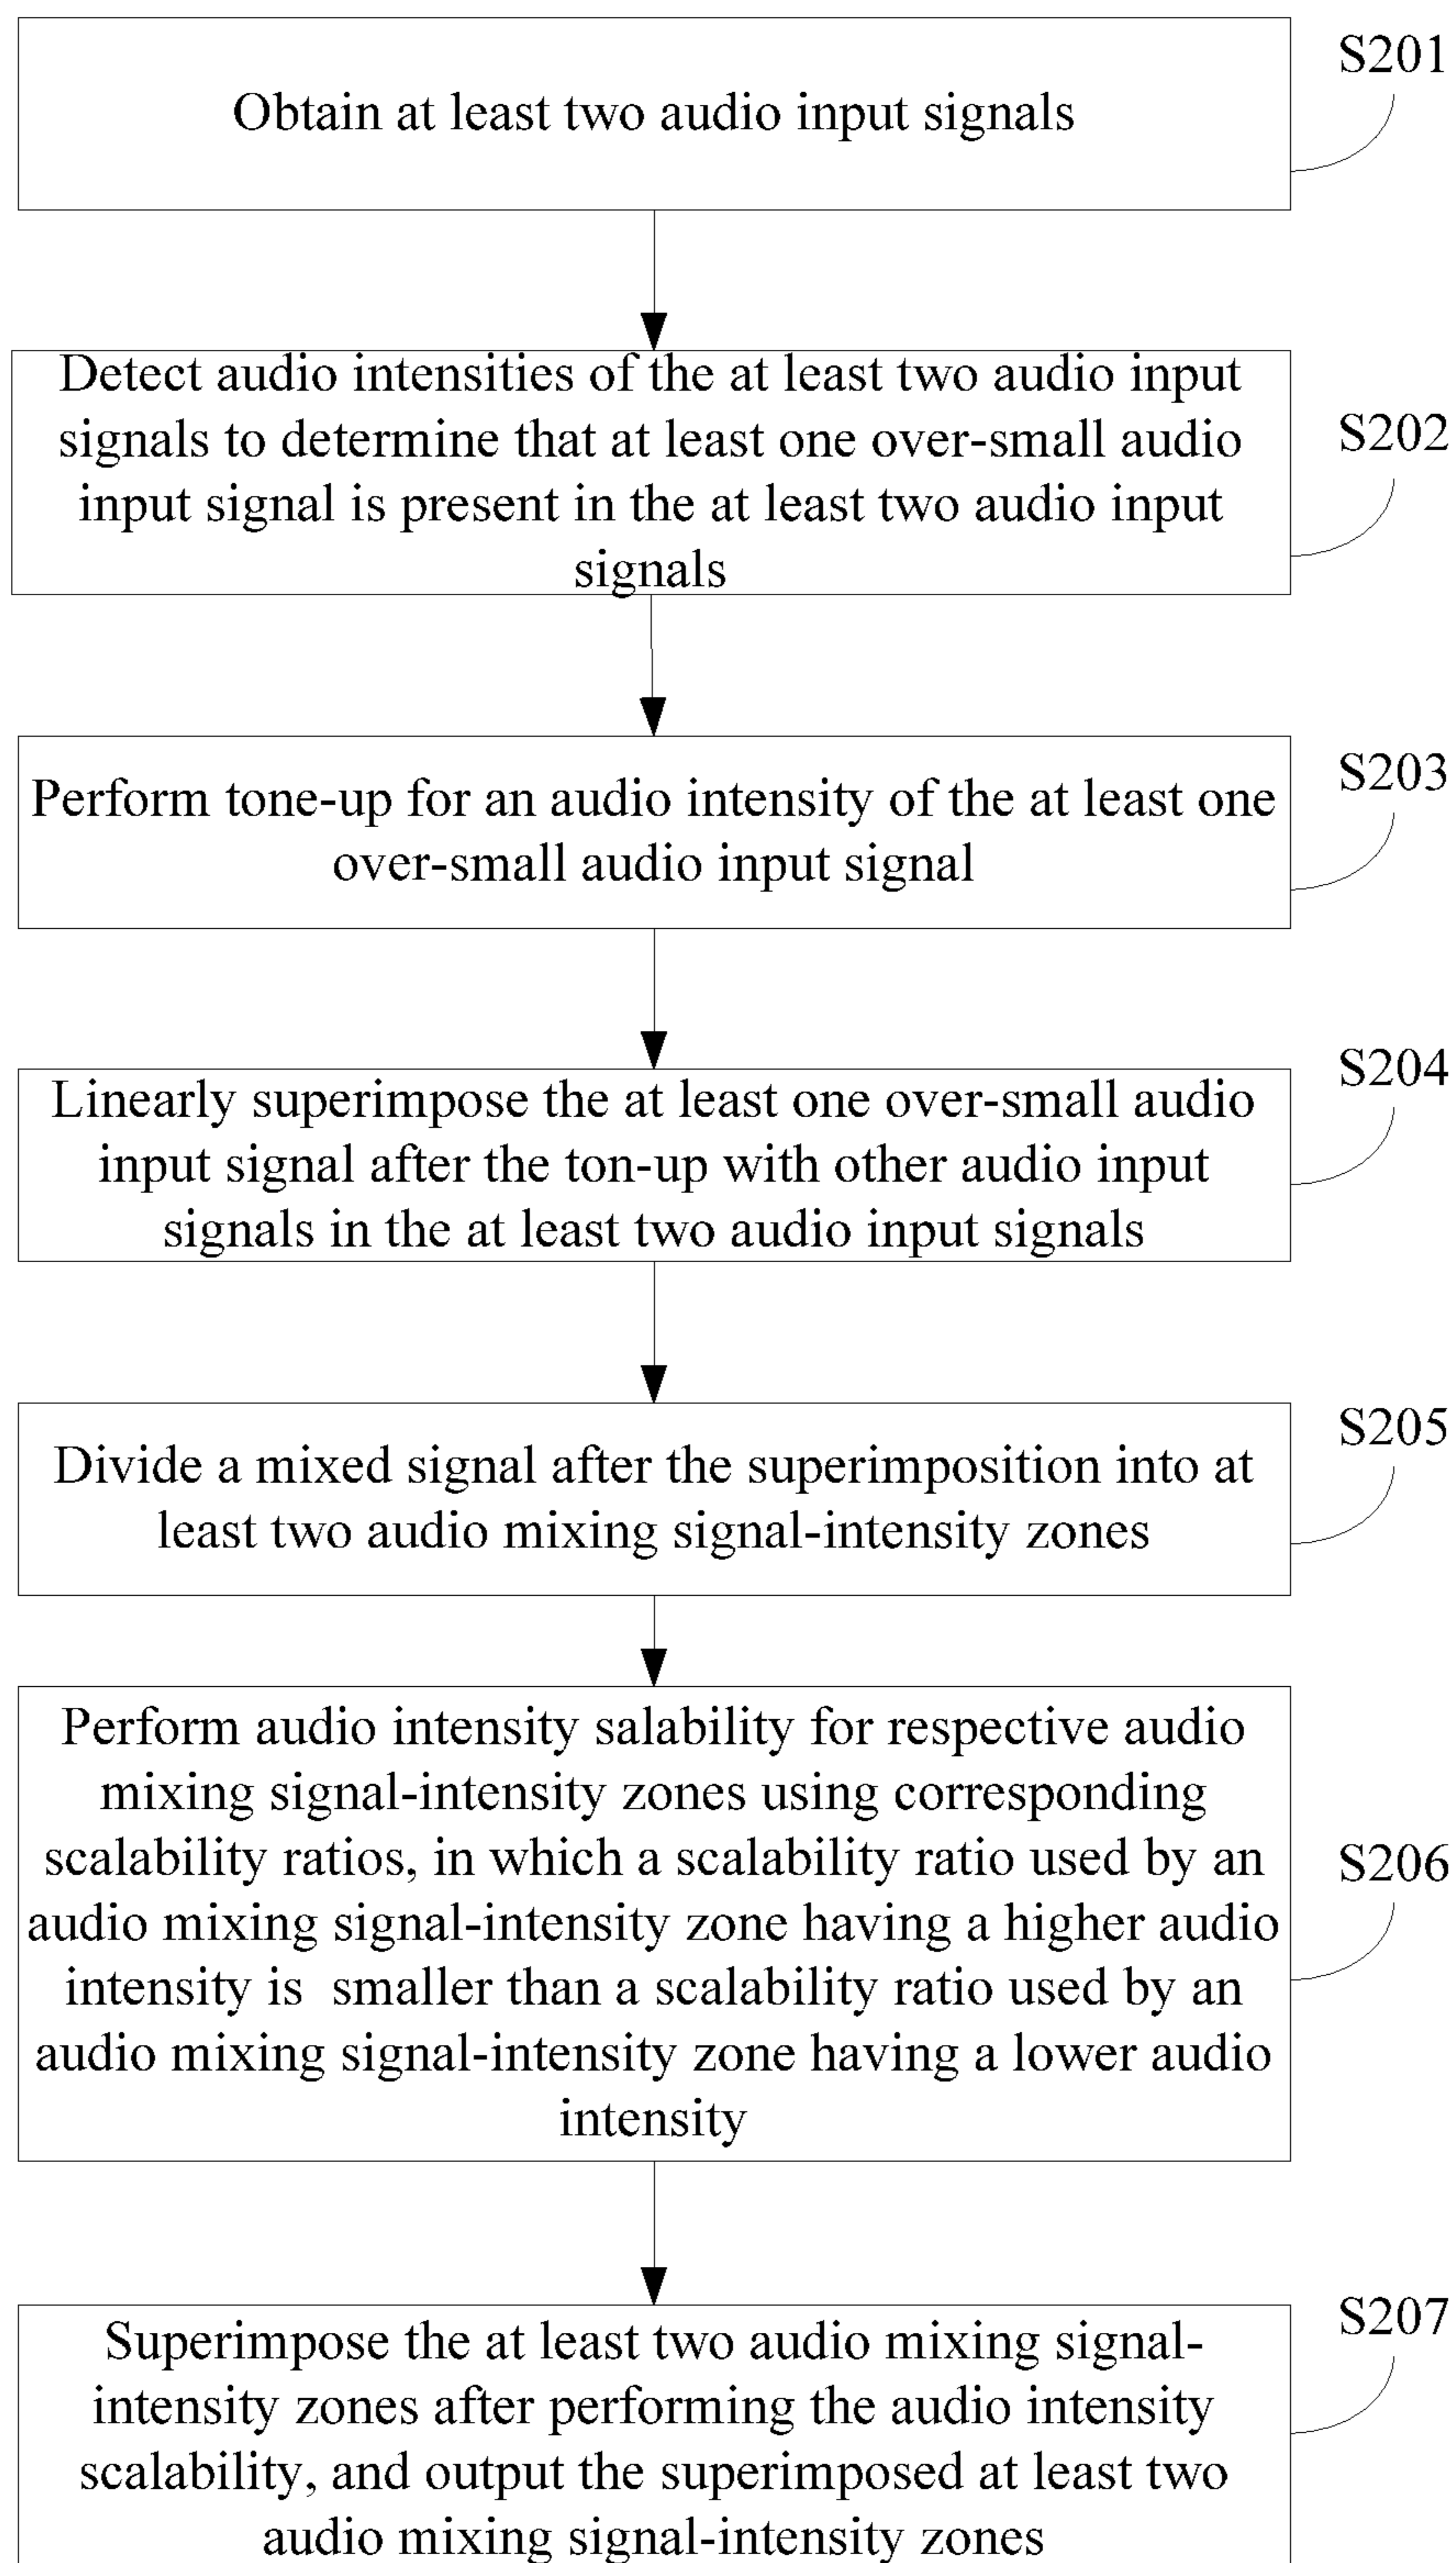 S201
Obtain at least two audio input signals
Detect audio intensities of the at least two audio input
signals to determine that at least one over-small audio
input signal is present in the at least two audio input
signals
S202
Perform tone-up for an audio intensity of the at least one
over-small audio input signal
S203
Linearly superimpose the at least one over-small audio
input signal after the ton-up with other audio input
signals in the at least two audio input signals
S204
Divide a mixed signal after the superimposition into at
least two audio mixing signal-intensity zones
S205
Perform audio intensity salability for respective audio
mixing signal-intensity zones using corresponding
scalability ratios, in which a scalability ratio used by an
audio mixing signal-intensity zone having a higher audio
intensity is  smaller than a scalability ratio used by an
audio mixing signal-intensity zone having a lower audio
intensity
S206
Superimpose the at least two audio mixing signal-
intensity zones after performing the audio intensity
scalability, and output the superimposed at least two
audio mixing signal-intensity zones
S207